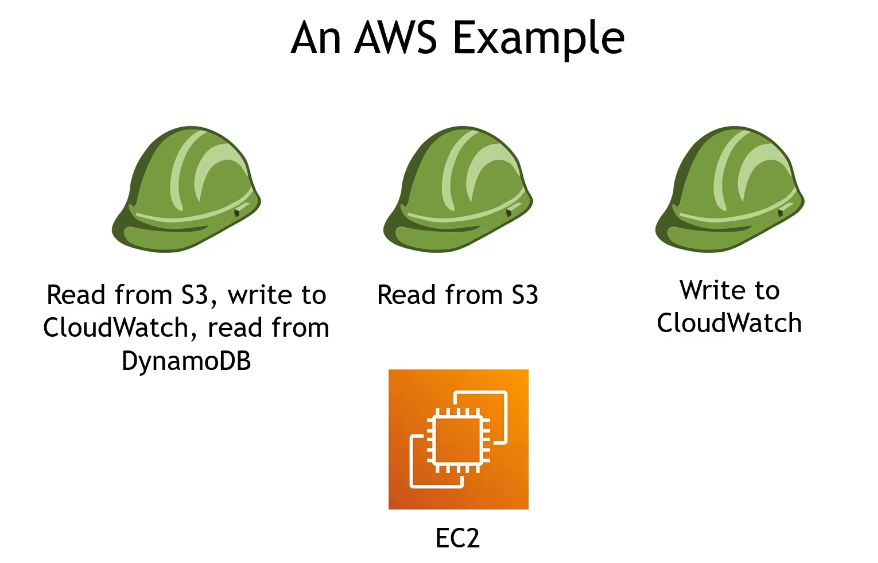 An AWS Example
Read from S3, write to
CloudWatch, read from
DynamoDB
Read from S3
Write to
CloudWatch
EC2